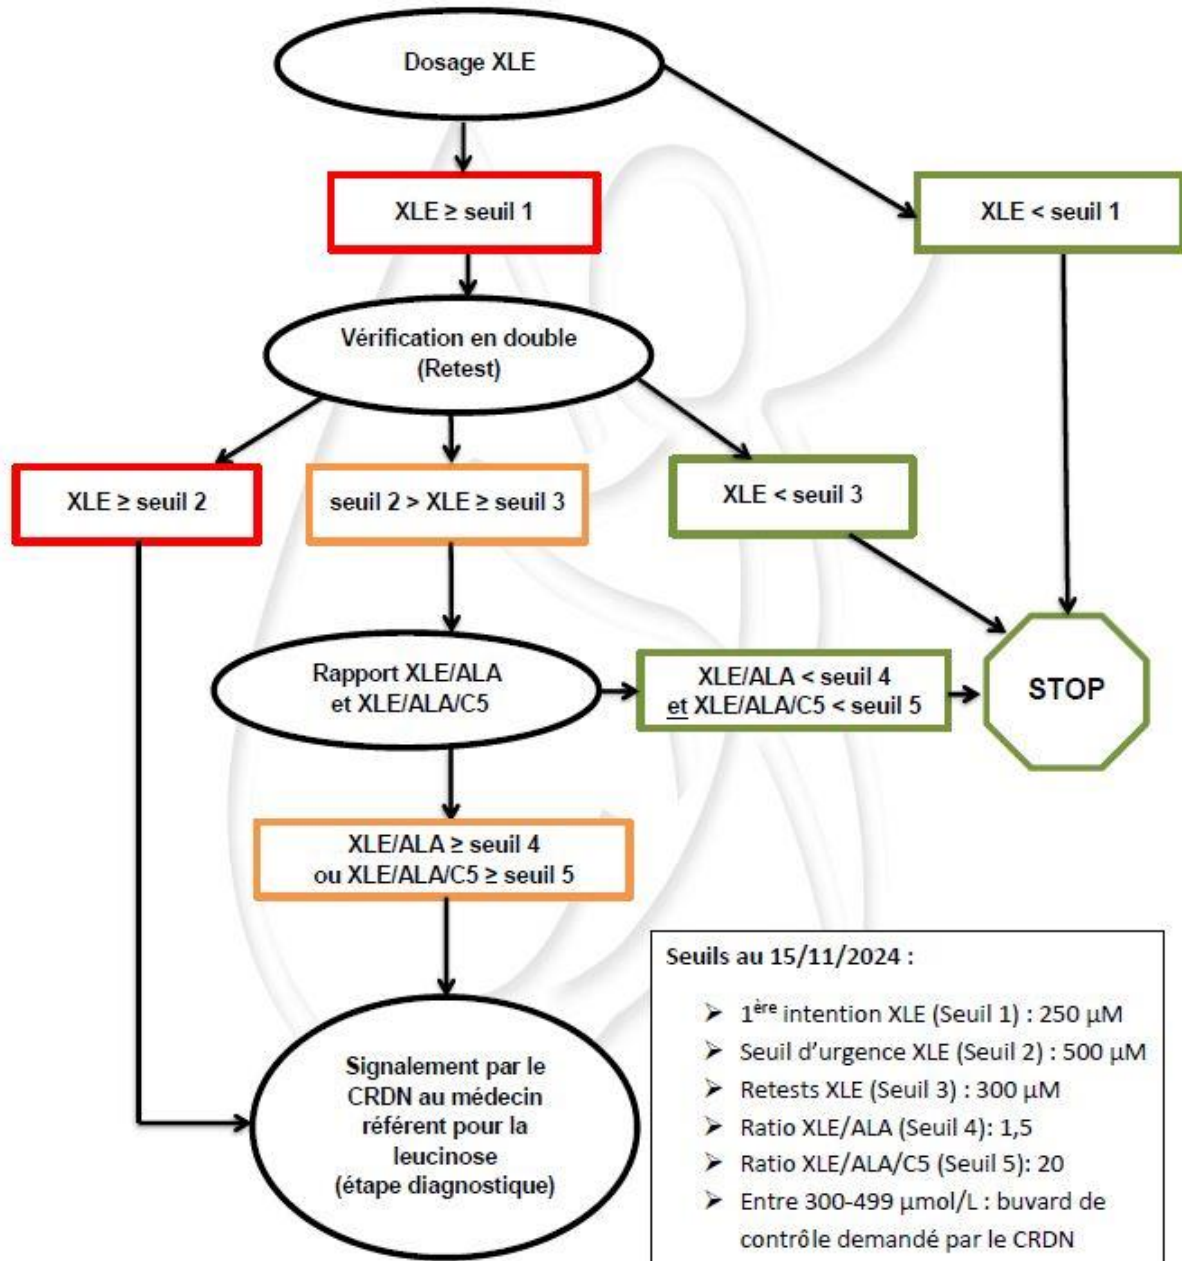 Dosage XLE
XLE ≥ seuil 1
XLE < seuil 1
Vérification en double
(Retest)
XLE ≥ seuil 2
seuil 2 > XLE ≥ seuil 3
XLE < seuil 3
Rapport XLE/ALA
et XLE/ALA/C5
XLE/ALA < seuil 4
et XLE/ALA/C5 < seuil 5
STOP
XLE/ALA ≥ seuil 4
ou XLE/ALA/C5 ≥ seuil 5
Signalement par le
CRDN au médecin
référent pour la
leucinose
(étape diagnostique)
Seuils au 15/11/2024 :
➤ 1ère intention XLE (Seuil 1) : 250 µM
➤ Seuil d'urgence XLE (Seuil 2) : 500 µM
➤ Retests XLE (Seuil 3) : 300 µM
➤ Ratio XLE/ALA (Seuil 4): 1,5
➤ Ratio XLE/ALA/C5 (Seuil 5): 20
➤ Entre 300-499 µmol/L : buvard de
contrôle demandé par le CRDN